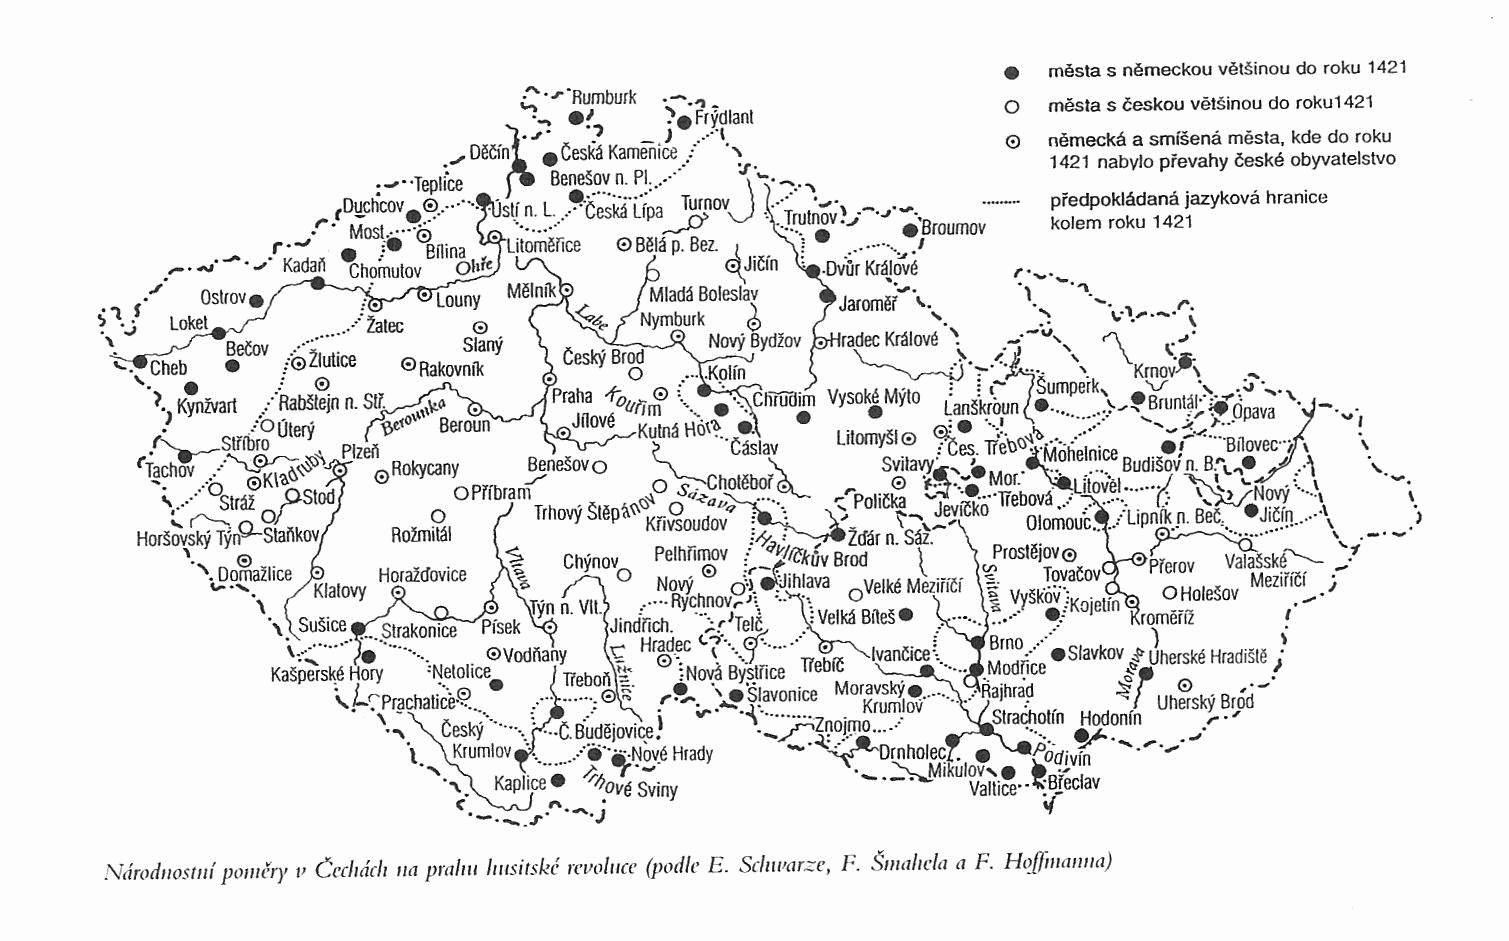 města s německou většinou do roku 1421
města s českou většinou do roku1421
německá a smíšená města, kde do roku
1421 nabylo převahy české obyvatelstvo
předpokládaná jazyková hranice
kolem roku 1421
Rumburk
Frýdlant
Děčín
Česká Kamenice
Benešov n. Pl.
Teplice
Duchcov
Ústí n. L.
Česká Lípa
Turnov
Trutnov
Broumov
Most
Bílina
Litoměřice
Bělá p. Bez.
Jičín
Dvůr Králové
Kadaň
Chomutov
Ohře
Ostrov
Louny
Mělník
Labe
Mladá Boleslav
Jaroměř
Loket
Žatec
Slaný
Nymburk
Nový Bydžov
Hradec Králové
Bečov
Cheb
Žlutice
Rakovník
Český Brod
Kolín
Krnov
Kynžvart
Rabštejn n. Stř.
Berounka
Beroun
Praha
Kouřim
Chrudim
Vysoké Mýto
Lanškroun
Šumperk
Bruntál
Opava
Úterý
Jílové
Kutná Hora
Čáslav
Litomyšl
Čes. Třebová
Mohelnice
Bílovec
Stříbro
Plzeň
Tachov
Kladruby
Rokycany
Benešov
Chotěboř
Svitavy
Mor.
Třebová
Litovel
Budišov n. B.
Stráž
Stod
Příbram
Trhový Štěpánov
Sázava
Křivsoudov
Polička
Jevíčko
Nový
Jičín
Horšovský Týn
Staňkov
Rožmitál
Havlíčkův Brod
Žďár n. Sáz.
Olomouc
Lipník n. Beč.
Domažlice
Klatovy
Horažďovice
Vltava
Chýnov
Pelhřimov
Prostějov
Přerov
Valašské
Meziříčí
Nový
Rychnov
Jihlava
Velké Meziříčí
Svitava
Tovačov
Holešov
Sušice
Strakonice
Písek
Týn n. Vlt.
Jindřich.
Hradec
Telč
Velká Bíteš
Vyškov
Kojetín
Kroměříž
Kašperské Hory
Netolice
Vodňany
Třeboň
Lužnice
Nová Bystřice
Třebíč
Ivančice
Brno
Modřice
Slavkov
Morava
Uherské Hradiště
Prachatice
Slavonice
Moravský
Krumlov
Rajhrad
Uherský Brod
Český
Krumlov
Č. Budějovice
Znojmo
Strachotín
Hodonín
Nové Hrady
Drnholec
Podivín
Kaplice
Trhové Sviny
Mikulov
Valtice
Břeclav
Národnostní poměry v Čechách na prahu husitské revoluce (podle E. Schwarze, F. Šmahela a F. Hoffmanna)